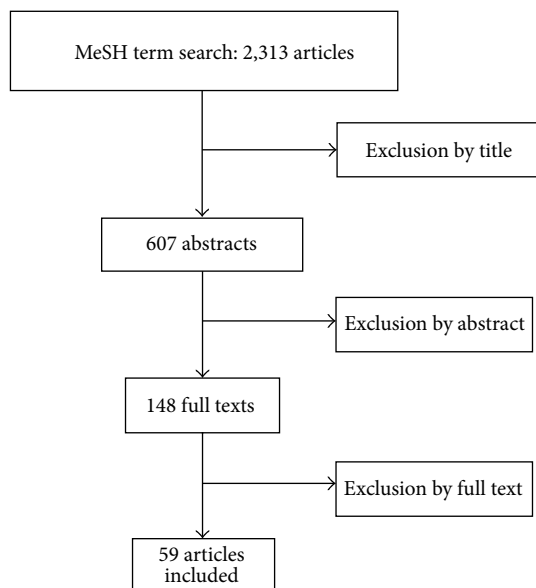 MeSH term search: 2,313 articles
Exclusion by title
607 abstracts
Exclusion by abstract
148 full texts
Exclusion by full text
59 articles
included